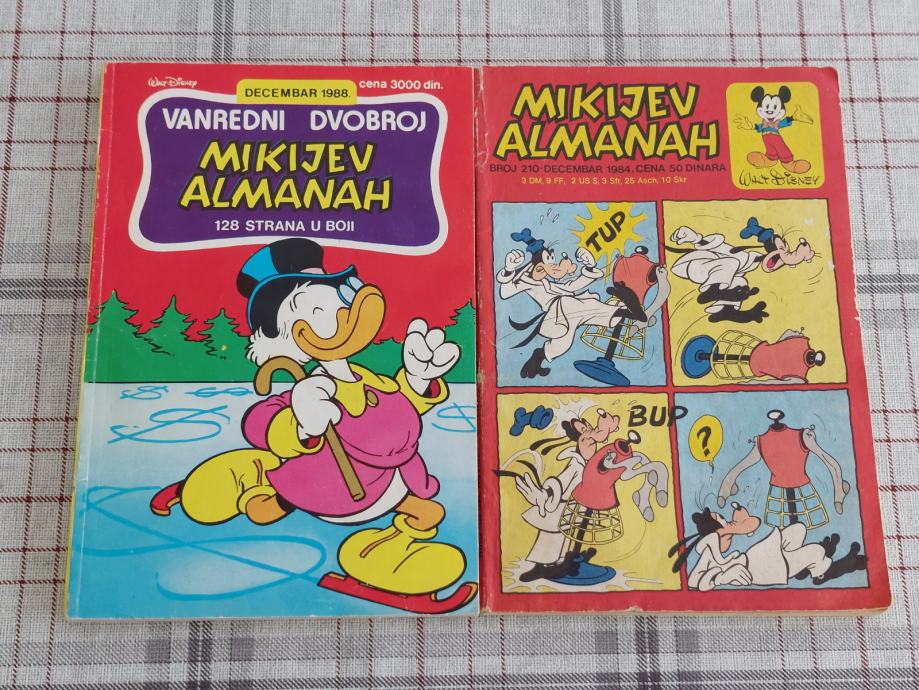 Walt Disney
DECEMBAR 1988.
cena 3000 din.
VANREDNI DVOBROJ
MIKIJEV
ALMANAH
128 STRANA U BOJI
MIKIJEV
ALMANAH
BROJ 210 · DECEMBAR 1984, CENA 50 DINARA
3 DM, 9 FF, 2 US $, 3 Sfr, 25 Asch, 10 Skr
WALT DISNEY
TUP
BUP
?